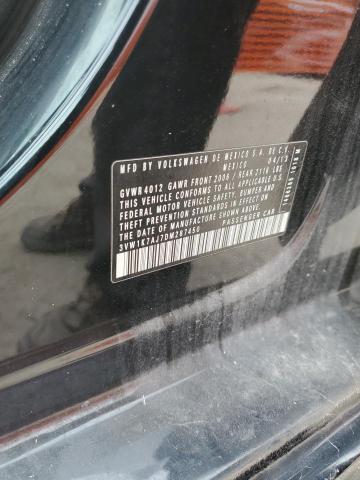 MFD. BY VOLKSWAGEN DE MEXICO S.A. DE C.V.
MEXICO 04/13
GVWR 4012 GAWR FRONT 2006 / REAR 2116 LBS
THIS VEHICLE CONFORMS TO ALL APPLICABLE U.S.
FEDERAL MOTOR VEHICLE SAFETY, BUMPER AND
THEFT PREVENTION STANDARDS IN EFFECT ON THE
DATE OF MANUFACTURE SHOWN ABOVE.
3VW1K7AJ7DM287450 PASSENGER CAR